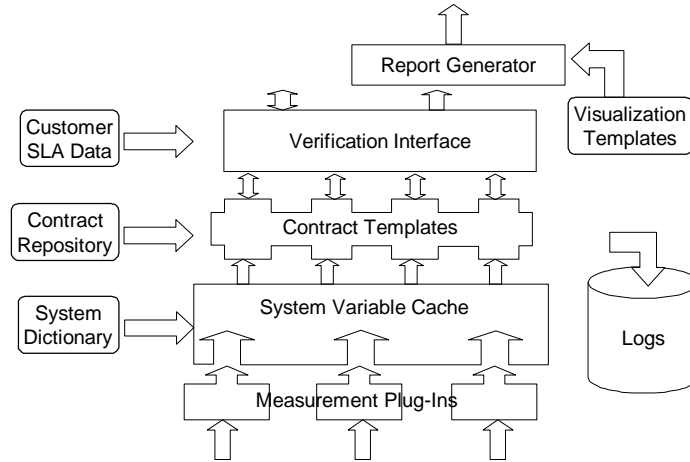 Report Generator
Customer
SLA Data
Verification Interface
Visualization
Templates
Contract
Repository
Contract Templates
System
Dictionary
System Variable Cache
Logs
Measurement Plug-Ins